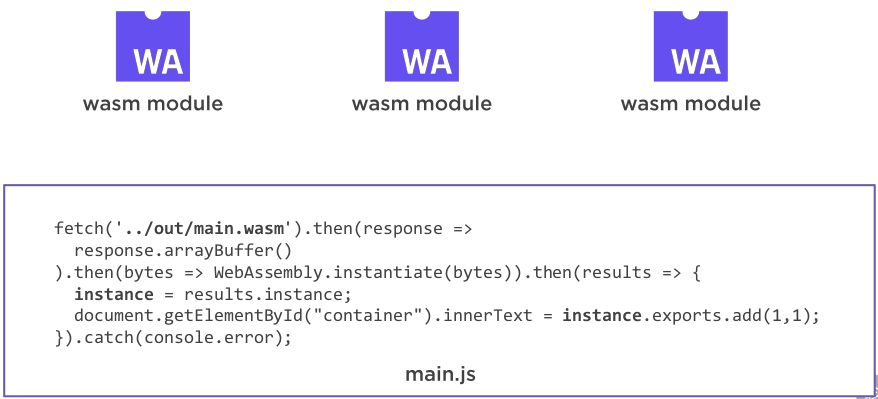 WA WA WA
wasm module wasm module wasm module
fetch('../out/main.wasm').then(response =>
response.arrayBuffer()
).then(bytes => WebAssembly.instantiate(bytes)).then(results => {
instance = results.instance;
document.getElementById("container").innerText = instance.exports.add(1,1);
}).catch(console.error);
main.js